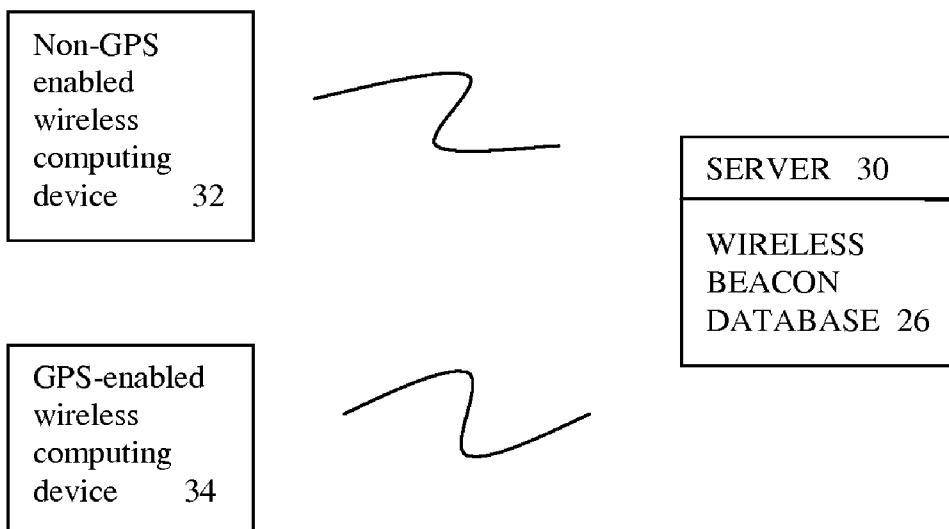 Non-GPS
enabled
wireless
computing
device 32
SERVER 30
WIRELESS
BEACON
DATABASE 26
GPS-enabled
wireless
computing
device 34